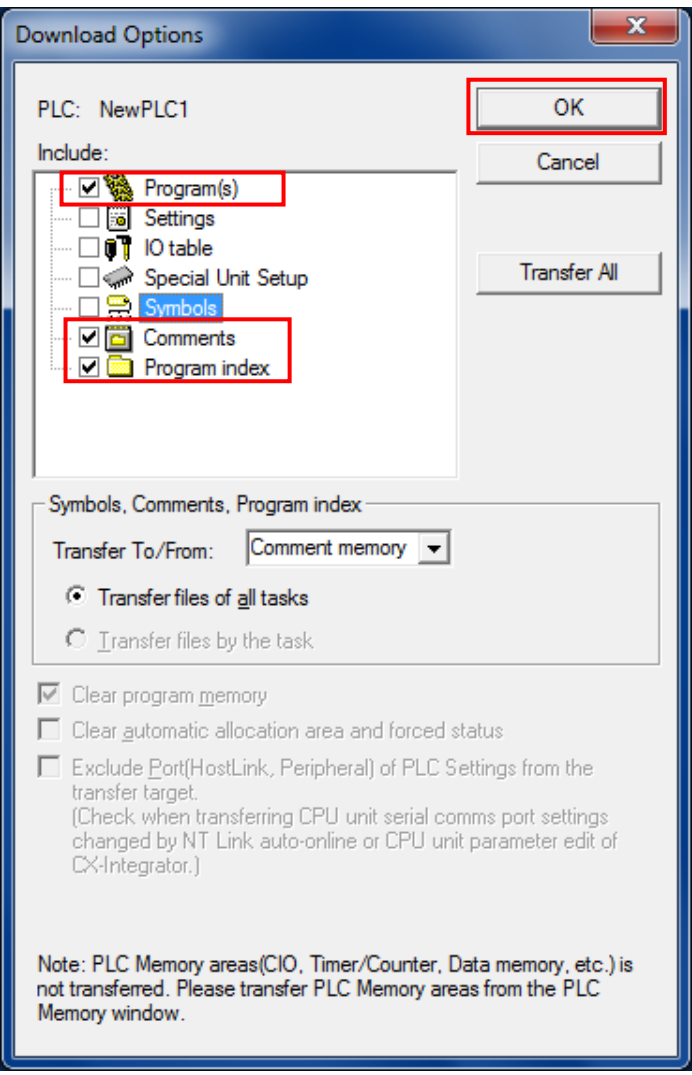 Download Options
PLC: NewPLC1
OK
Include:
Cancel
Program(s)
Settings
IO table
Special Unit Setup
Transfer All
Symbols
Comments
Program index
Symbols, Comments, Program index
Transfer To/From: Comment memory
Transfer files of all tasks
Transfer files by the task
Clear program memory
Clear automatic allocation area and forced status
Exclude Port(HostLink, Peripheral) of PLC Settings from the
transfer target.
(Check when transferring CPU unit serial comms port settings
changed by NT Link auto-online or CPU unit parameter edit of
CX-Integrator.)
Note: PLC Memory areas(CIO, Timer/Counter, Data memory, etc.) is
not transferred. Please transfer PLC Memory areas from the PLC
Memory window.